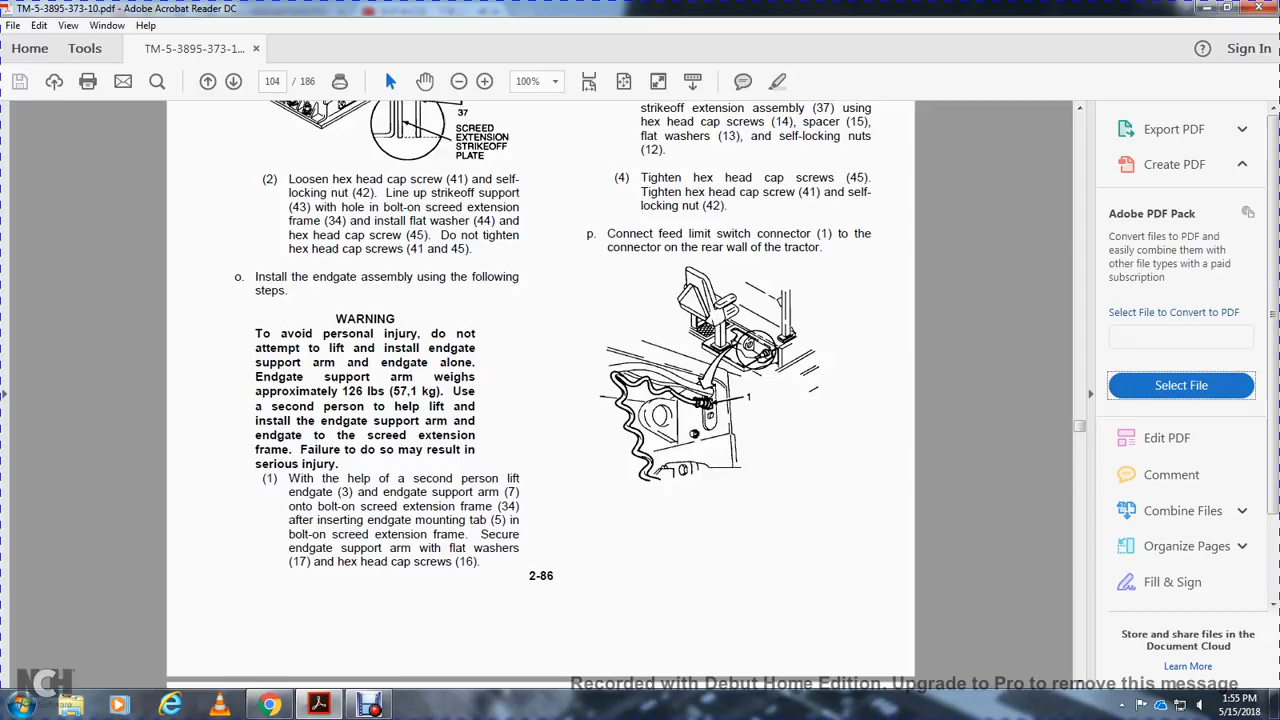 TM-5-3895-373-10.pdf - Adobe Acrobat Reader DC
File Edit View Window Help
Home Tools TM-5-3895-373-1... × Sign In
104 / 186 100%
37
SCREED
EXTENSION
STRIKEOFF
PLATE
(2) Loosen hex head cap screw (41) and self-
locking nut (42). Line up strikeoff support
(43) with hole in bolt-on screed extension
frame (34) and install flat washer (44) and
hex head cap screw (45). Do not tighten
hex head cap screws (41 and 45).
o. Install the endgate assembly using the following
steps.
WARNING
To avoid personal injury, do not
attempt to lift and install endgate
support arm and endgate alone.
Endgate support arm weighs
approximately 126 lbs (57,1 kg). Use
a second person to help lift and
install the endgate support arm and
endgate to the screed extension
frame. Failure to do so may result in
serious injury.
(1) With the help of a second person lift
endgate (3) and endgate support arm (7)
onto bolt-on screed extension frame (34)
after inserting endgate mounting tab (5) in
bolt-on screed extension frame. Secure
endgate support arm with flat washers
(17) and hex head cap screws (16).
strikeoff extension assembly (37) using
hex head cap screws (14), spacer (15),
flat washers (13), and self-locking nuts
(12).
(4) Tighten hex head cap screws (45).
Tighten hex head cap screw (41) and self-
locking nut (42).
p. Connect feed limit switch connector (1) to the
connector on the rear wall of the tractor.
1
2-86
Export PDF
Create PDF
Adobe PDF Pack
Convert files to PDF and
easily combine them with
other file types with a paid
subscription
Select File to Convert to PDF
Select File
Edit PDF
Comment
Combine Files
Organize Pages
Fill & Sign
Store and share files in the
Document Cloud
Learn More
NCH
Software
Recorded with Debut Home Edition. Upgrade to Pro to remove this message
1:55 PM
5/15/2018